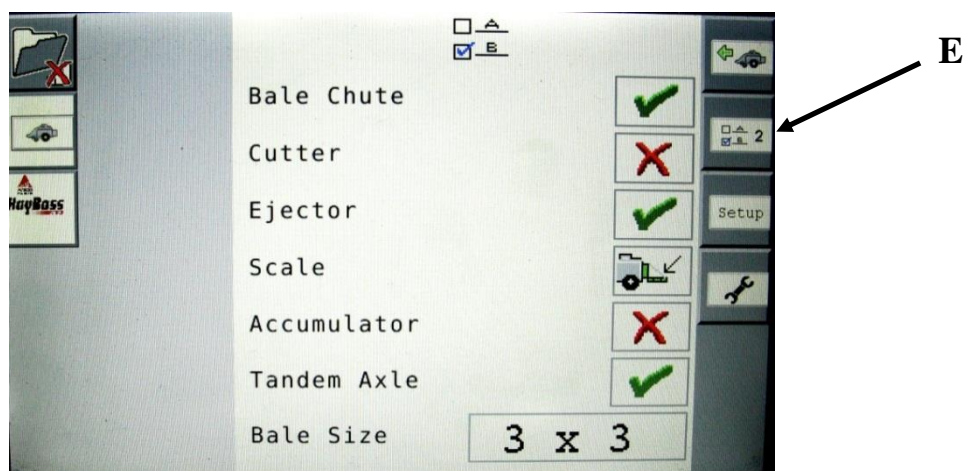 A
B
E
Bale Chute
Cutter
A
B 2
Ejector
HayBoss
Setup
Scale
Accumulator
Tandem Axle
Bale Size 3 x 3